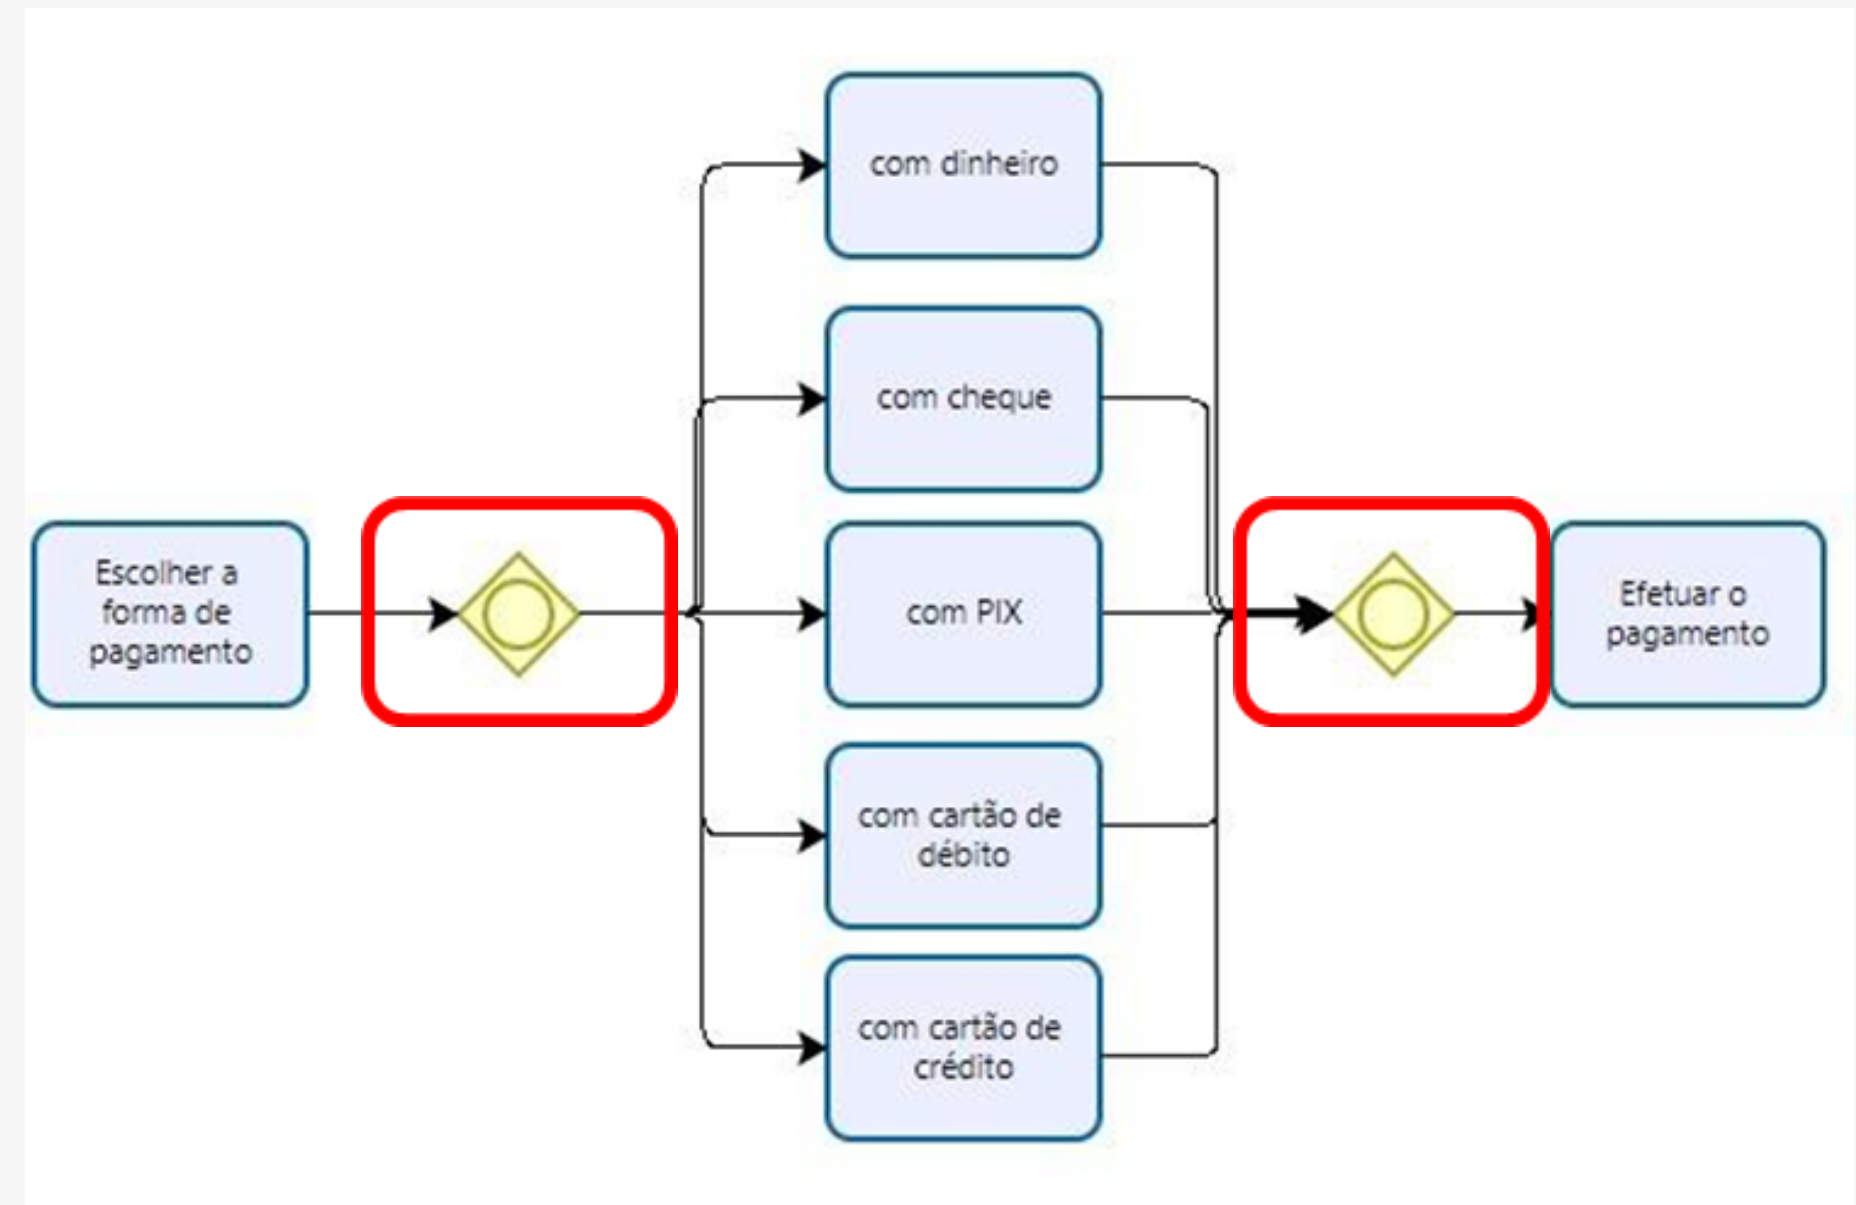 Escolher a
forma de
pagamento
com dinheiro
com cheque
com PIX
com cartão de
débito
com cartão de
crédito
Efetuar o
pagamento